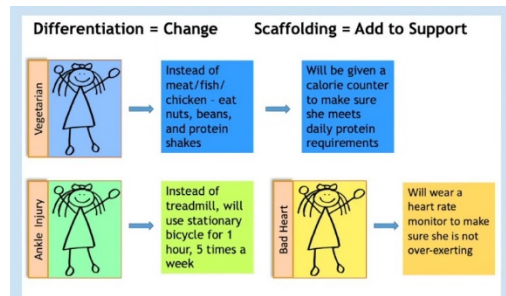 Differentiation = Change
Scaffolding = Add to Support
Vegetarian
Instead of
meat/fish/
chicken - eat
nuts, beans,
and protein
shakes
Will be given a
calorie counter
to make sure
she meets
daily protein
requirements
Ankle Injury
Instead of
treadmill, will
use stationary
bicycle for 1
hour, 5 times a
week
Bad Heart
Will wear a
heart rate
monitor to make
sure she is not
over-exerting